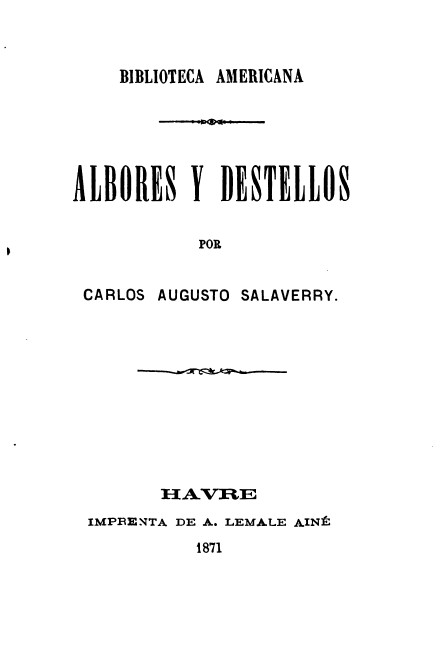 BIBLIOTECA AMERICANA
ALBORES Y DESTELLOS
POR
CARLOS AUGUSTO SALAVERRY.
HAVRE
IMPRENTA DE A. LEMALE AINÉ
1871